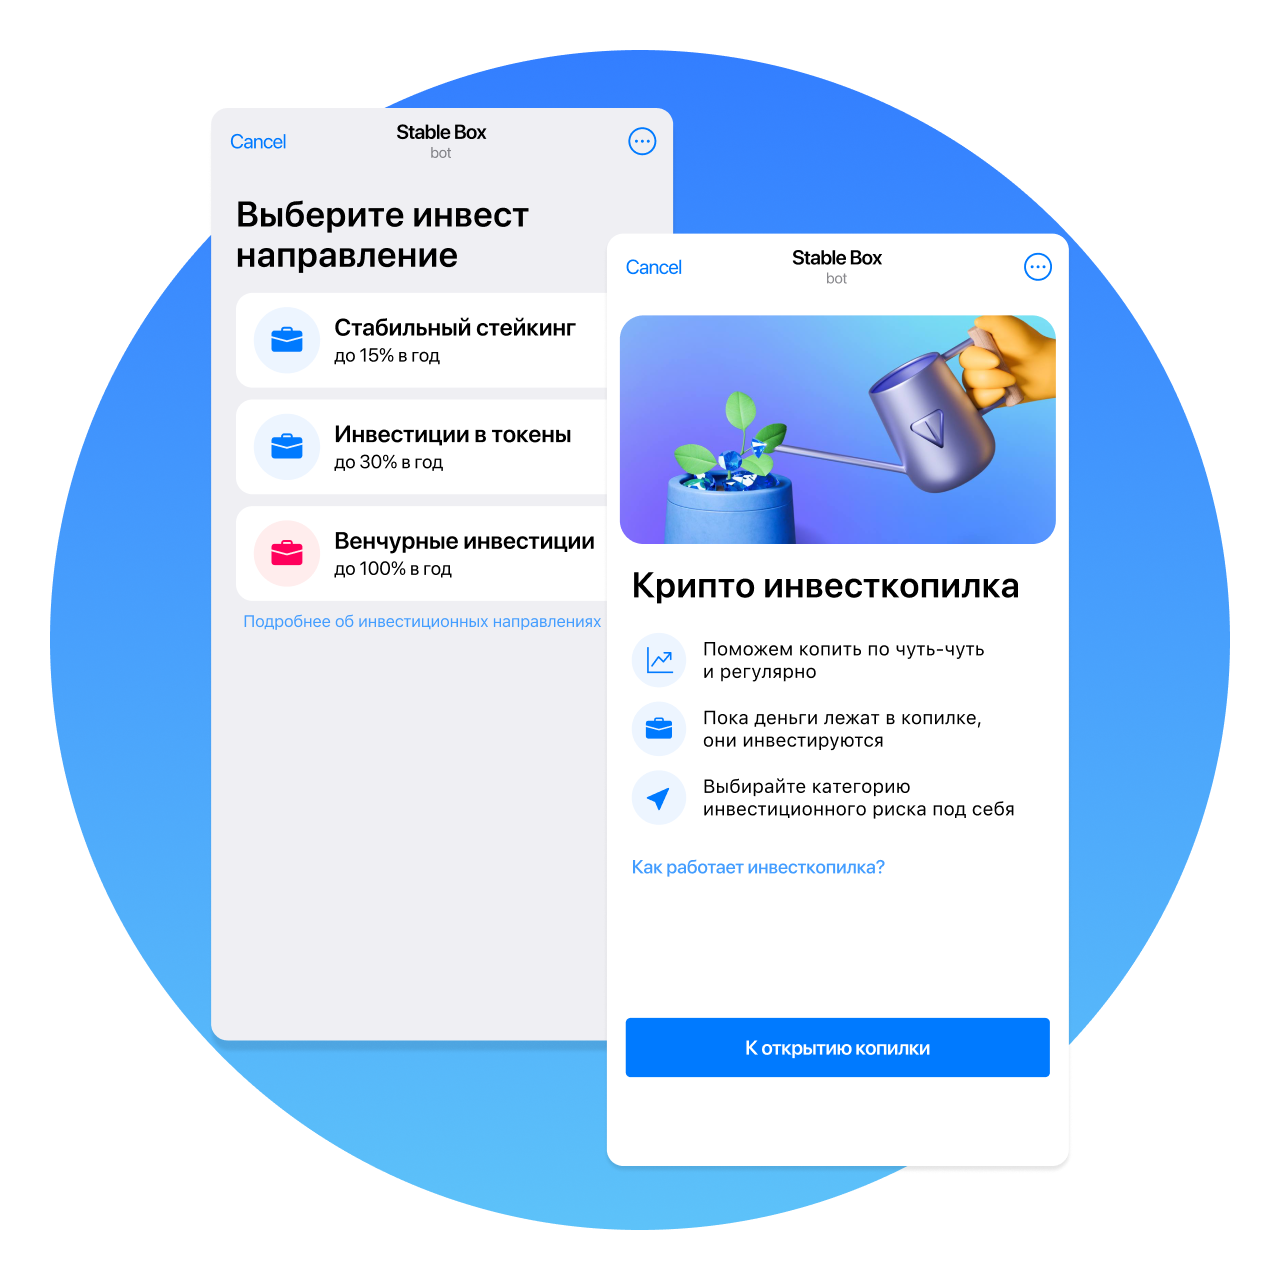 Cancel
Stable Box
bot
Выберите инвест
направление
Стабильный стейкинг
до 15% в год
Инвестиции в токены
до 30% в год
Венчурные инвестиции
до 100% в год
Подробнее об инвестиционных направлениях
Cancel
Stable Box
bot
Крипто инвесткопилка
Поможем копить по чуть-чуть
и регулярно
Пока деньги лежат в копилке,
они инвестируются
Выбирайте категорию
инвестиционного риска под себя
Как работает инвесткопилка?
К открытию копилки